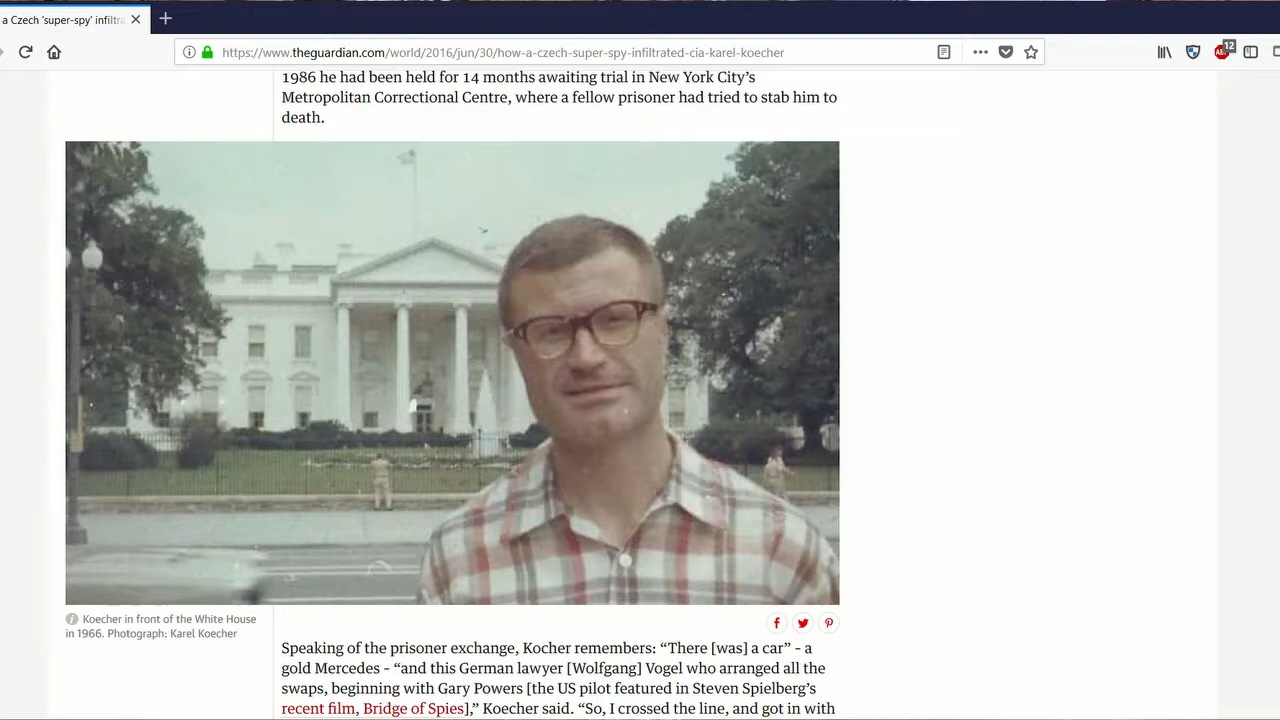 a Czech 'super-spy' infiltra
https://www.theguardian.com/world/2016/jun/30/how-a-czech-super-spy-infiltrated-cia-karel-koecher
12
1986 he had been held for 14 months awaiting trial in New York City’s
Metropolitan Correctional Centre, where a fellow prisoner had tried to stab him to
death.
Koecher in front of the White House
in 1966. Photograph: Karel Koecher
Speaking of the prisoner exchange, Kocher remembers: “There [was] a car” – a
gold Mercedes – “and this German lawyer [Wolfgang] Vogel who arranged all the
swaps, beginning with Gary Powers [the US pilot featured in Steven Spielberg’s
recent film, Bridge of Spies],” Koecher said. “So, I crossed the line, and got in with